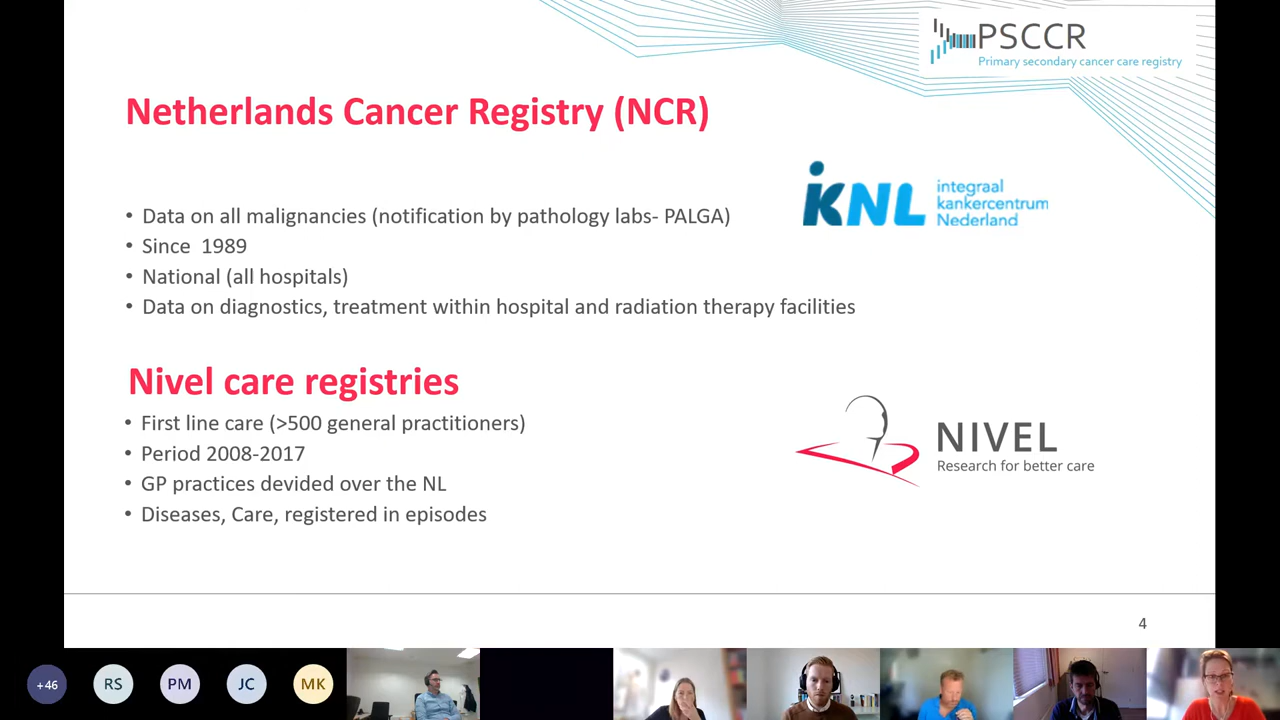 PSCCR
Primary secondary cancer care registry
Netherlands Cancer Registry (NCR)
iKNL
integraal
kankercentrum
Nederland
• Data on all malignancies (notification by pathology labs- PALGA)
• Since  1989
• National (all hospitals)
• Data on diagnostics, treatment within hospital and radiation therapy facilities
Nivel care registries
• First line care (>500 general practitioners)
• Period 2008-2017
• GP practices devided over the NL
• Diseases, Care, registered in episodes
NIVEL
Research for better care
4
+46
RS
PM
JC
MK